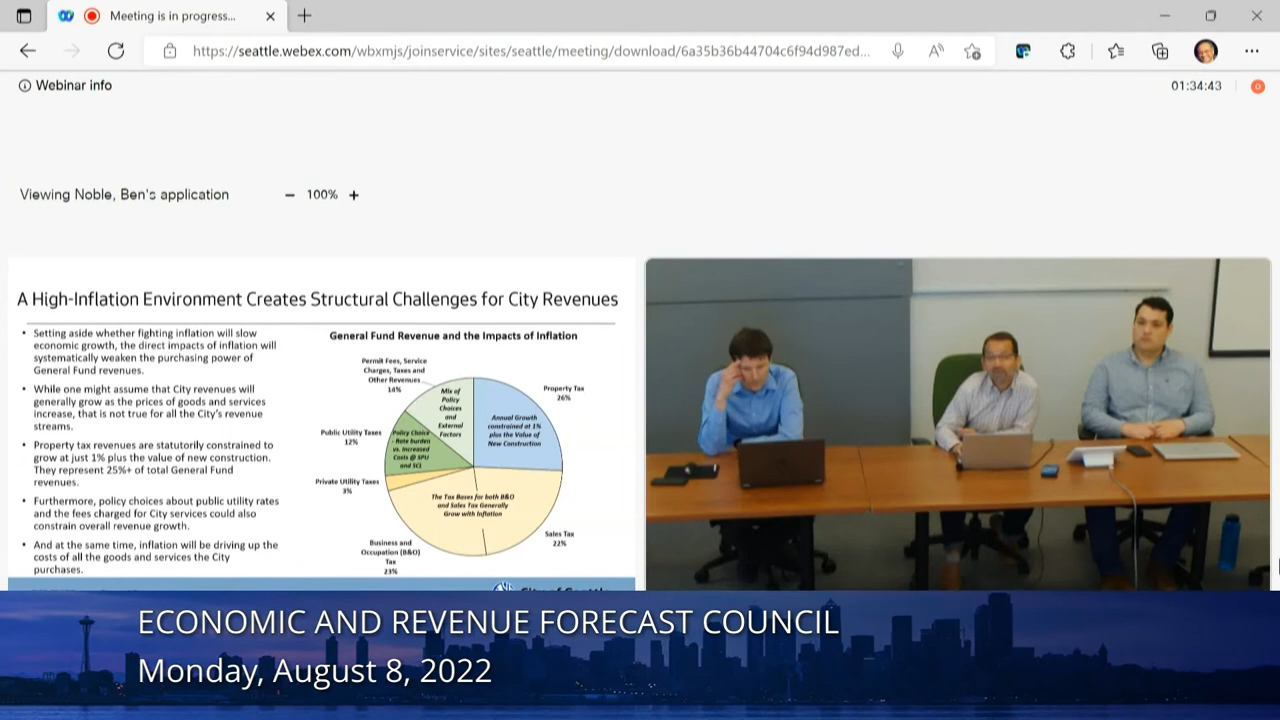 Meeting is in progress...
https://seattle.webex.com/wbxmjs/joinservice/sites/seattle/meeting/download/6a35b36b44704c6f94d987ed...
Webinar info
01:34:43
Viewing Noble, Ben's application
100%
A High-Inflation Environment Creates Structural Challenges for City Revenues
• Setting aside whether fighting inflation will slow
economic growth, the direct impacts of inflation will
systematically weaken the purchasing power of
General Fund revenues.
• While one might assume that City revenues will
generally grow as the prices of goods and services
increase, that is not true for all the City's revenue
streams.
• Property tax revenues are statutorily constrained to
grow at just 1% plus the value of new construction.
They represent 25%+ of total General Fund
revenues.
• Furthermore, policy choices about public utility rates
and the fees charged for City services could also
constrain overall revenue growth.
• And at the same time, inflation will be driving up the
costs of all the goods and services the City
purchases.
General Fund Revenue and the Impacts of Inflation
Permit Fees, Service
Charges, Taxes and
Other Revenues
14%
Mix of
Policy
Choices
and
External
Factors
Property Tax
26%
Annual Growth
constrained at 1%
plus the Value of
New Construction
Public Utility Taxes
12%
Policy Choice
- Rate burden
vs. Increased
Costs @ SPU
and SCL
Private Utility Taxes
3%
The Tax Bases for both B&O
and Sales Tax Generally
Grow with Inflation
Sales Tax
22%
Business and
Occupation (B&O)
Tax
23%
ECONOMIC AND REVENUE FORECAST COUNCIL
Monday, August 8, 2022